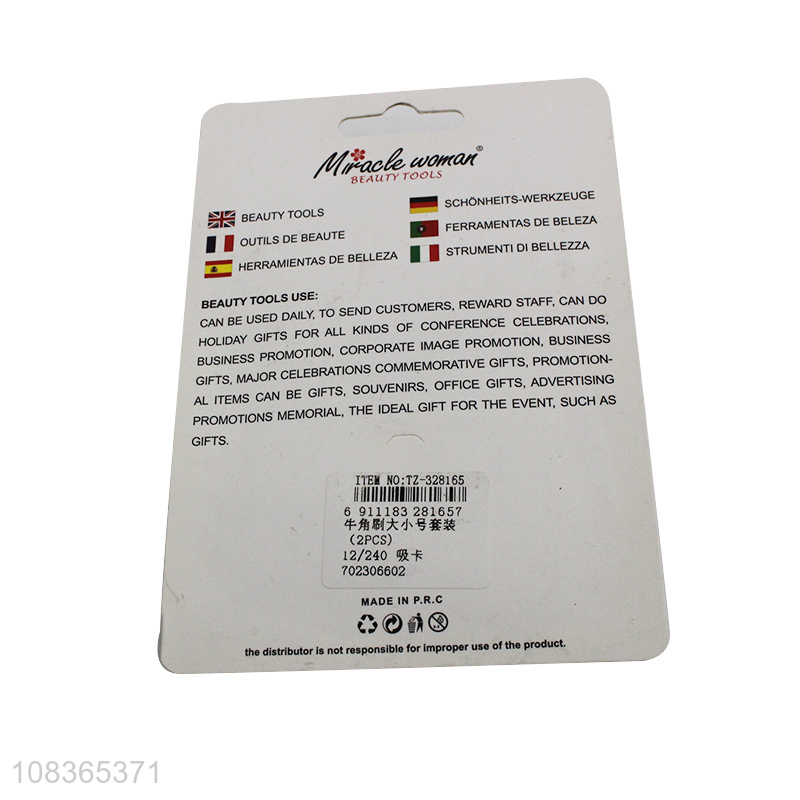 Miracle woman®
BEAUTY TOOLS
BEAUTY TOOLS
OUTILS DE BEAUTE
HERRAMIENTAS DE BELLEZA
SCHÖNHEITS-WERKZEUGE
FERRAMENTAS DE BELEZA
STRUMENTI DI BELLEZZA
BEAUTY TOOLS USE:
CAN BE USED DAILY, TO SEND CUSTOMERS, REWARD STAFF, CAN DO
HOLIDAY GIFTS FOR ALL KINDS OF CONFERENCE CELEBRATIONS,
BUSINESS PROMOTION, CORPORATE IMAGE PROMOTION, BUSINESS
GIFTS, MAJOR CELEBRATIONS COMMEMORATIVE GIFTS, PROMOTION-
AL ITEMS CAN BE GIFTS, SOUVENIRS, OFFICE GIFTS, ADVERTISING
PROMOTIONS MEMORIAL, THE IDEAL GIFT FOR THE EVENT, SUCH AS
GIFTS.
ITEM NO:TZ-328165
6 911183 281657
牛角刷大小号套装
(2PCS)
12/240 吸卡
702306602
MADE IN P.R.C
the distributor is not responsible for improper use of the product.
108365371